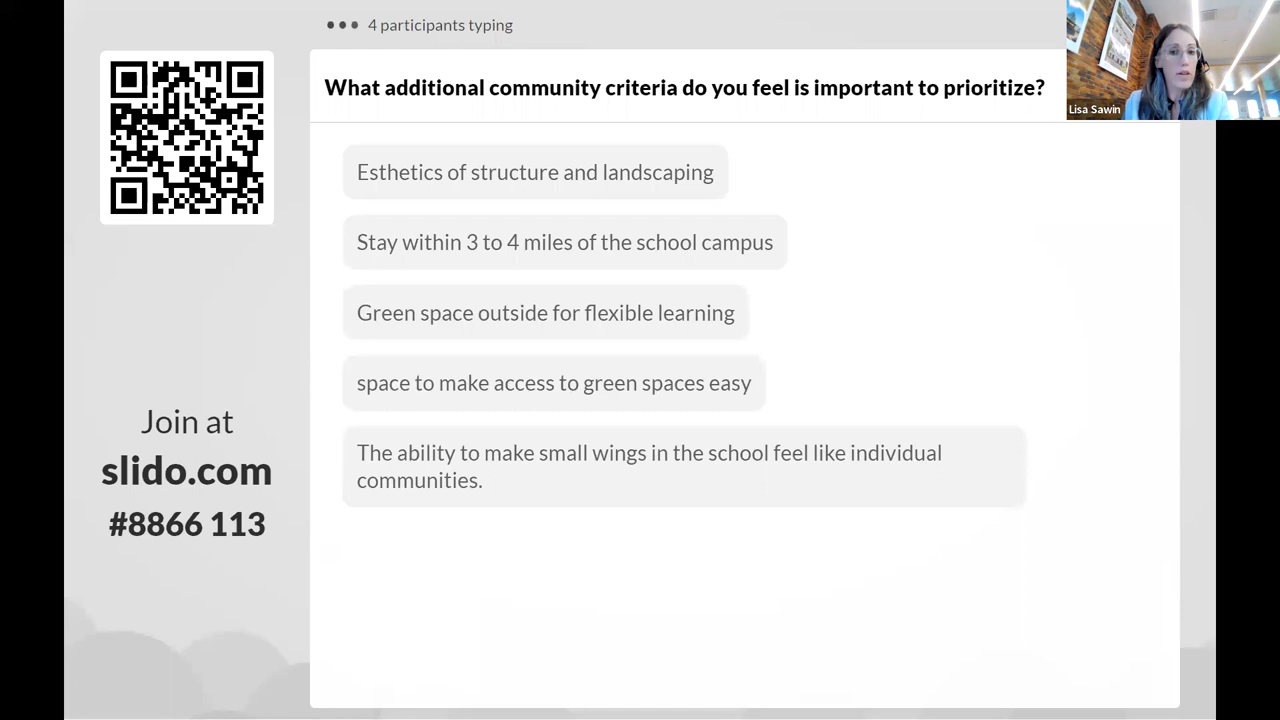 4 participants typing
What additional community criteria do you feel is important to prioritize?
Lisa Sawin
Esthetics of structure and landscaping
Stay within 3 to 4 miles of the school campus
Green space outside for flexible learning
space to make access to green spaces easy
The ability to make small wings in the school feel like individual
communities.
Join at
slido.com
#8866 113